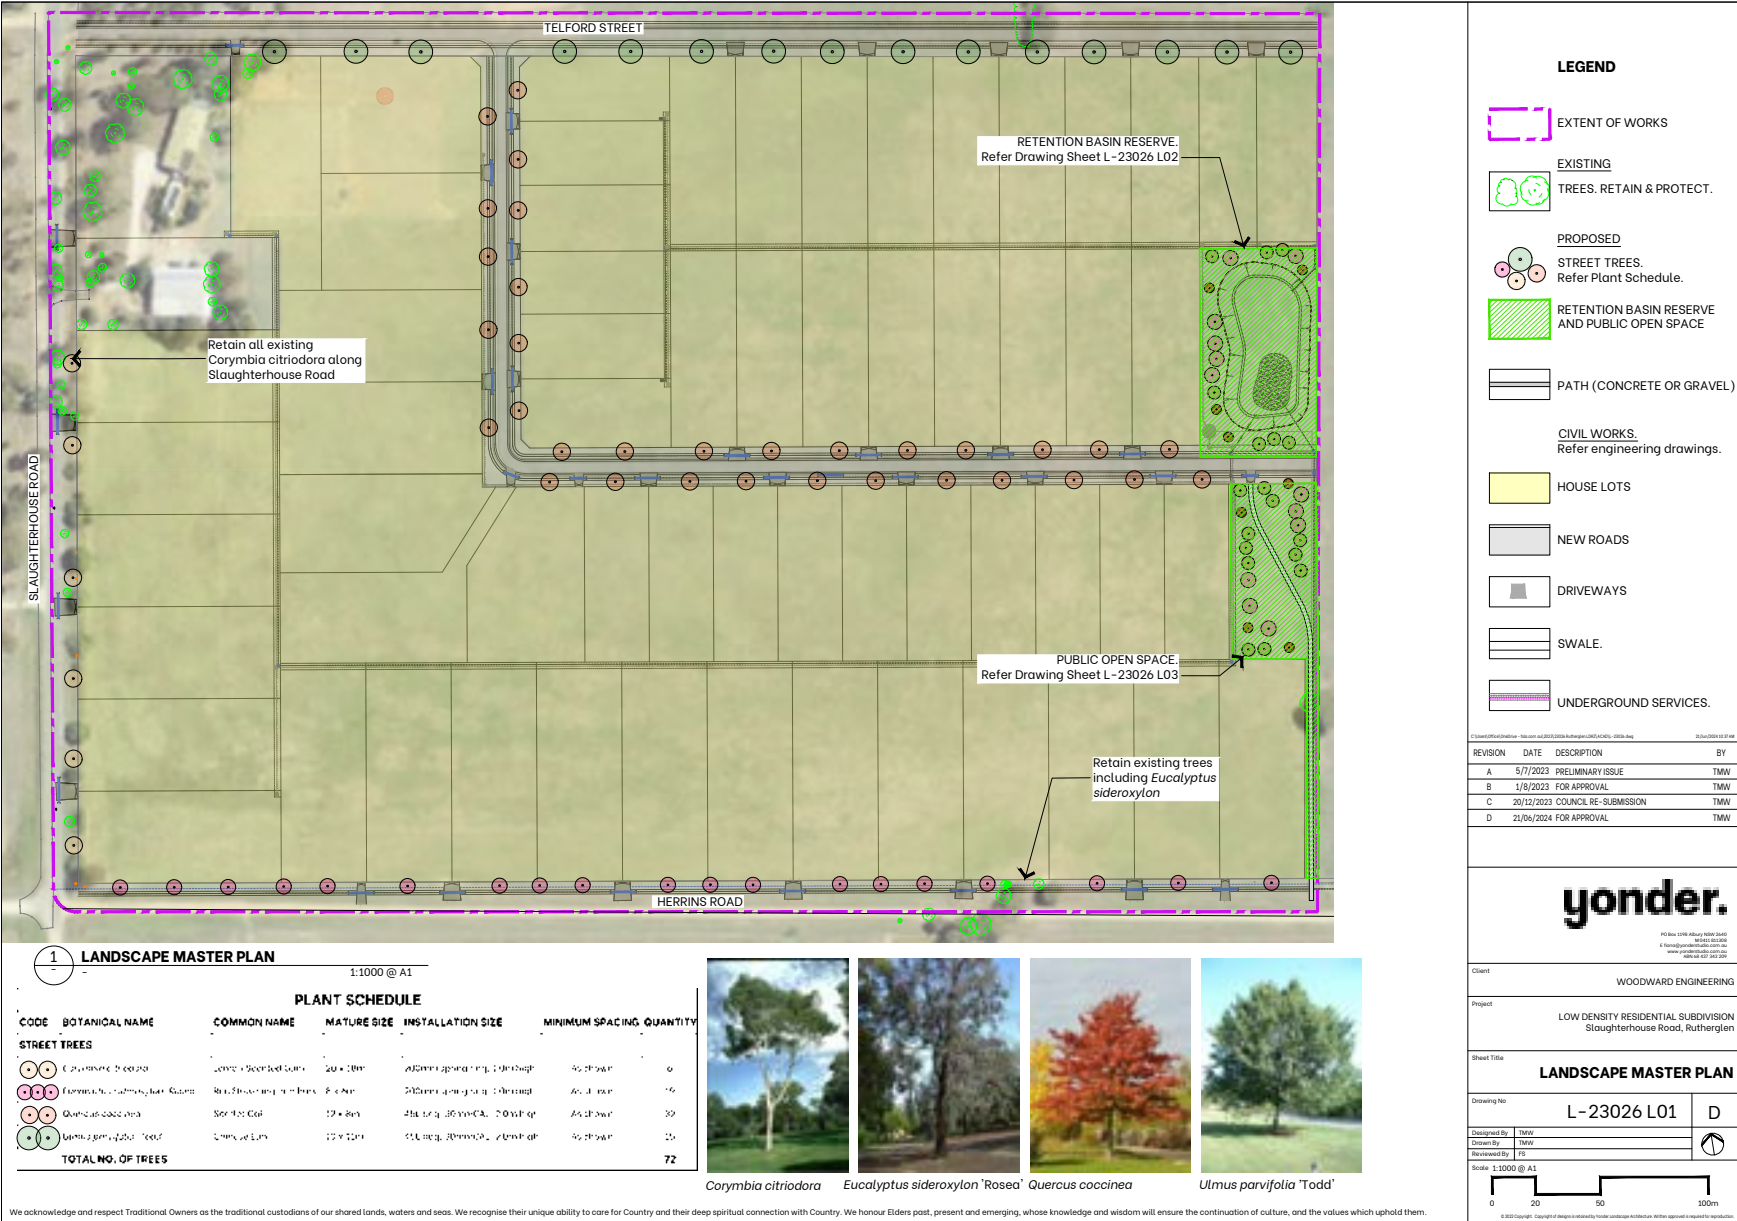 TELFORD STREET
RETENTION BASIN RESERVE.
Refer Drawing Sheet L-23026 L02
Retain all existing
Corymbia citriodora along
Slaughterhouse Road
SLAUGHTERHOUSE ROAD
PUBLIC OPEN SPACE.
Refer Drawing Sheet L-23026 L03
Retain existing trees
including Eucalyptus
sideroxylon
HERRINS ROAD
LEGEND
EXTENT OF WORKS
EXISTING
TREES. RETAIN & PROTECT.
PROPOSED
STREET TREES.
Refer Plant Schedule.
RETENTION BASIN RESERVE
AND PUBLIC OPEN SPACE
PATH (CONCRETE OR GRAVEL)
CIVIL WORKS.
Refer engineering drawings.
HOUSE LOTS
NEW ROADS
DRIVEWAYS
SWALE.
UNDERGROUND SERVICES.
REVISION DATE DESCRIPTION BY
A 5/7/2023 PRELIMINARY ISSUE TMW
B 1/8/2023 FOR APPROVAL TMW
C 20/12/2023 COUNCIL RE-SUBMISSION TMW
D 21/06/2024 FOR APPROVAL TMW
yonder.
PO Box 1198 Albury NSW 2640
www.yonderstudio.com.au
Client
WOODWARD ENGINEERING
Project
LOW DENSITY RESIDENTIAL SUBDIVISION
Slaughterhouse Road, Rutherglen
Sheet Title
LANDSCAPE MASTER PLAN
Drawing No
L-23026 L01 D
Designed By TMW
Drawn By TMW
Reviewed By FS
Scale 1:1000 @ A1
0 20 50 100m
1 LANDSCAPE MASTER PLAN
- - 1:1000 @ A1
PLANT SCHEDULE
CODE BOTANICAL NAME COMMON NAME MATURE SIZE INSTALLATION SIZE MINIMUM SPACING QUANTITY
STREET TREES
TOTAL NO. OF TREES 72
Corymbia citriodora
Eucalyptus sideroxylon 'Rosea'
Quercus coccinea
Ulmus parvifolia 'Todd'
We acknowledge and respect Traditional Owners as the traditional custodians of our shared lands, waters and seas. We recognise their unique ability to care for Country and their deep spiritual connection with Country. We honour Elders past, present and emerging, whose knowledge and wisdom will ensure the continuation of culture, and the values which uphold them.